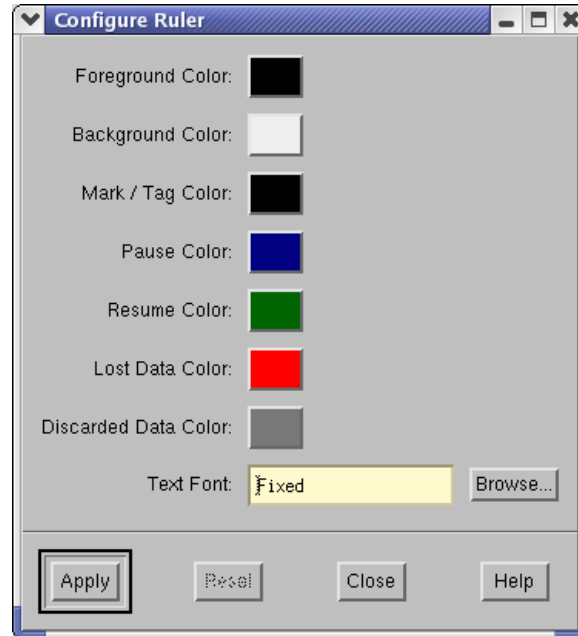 Configure Ruler
Foreground Color:
Background Color:
Mark / Tag Color:
Pause Color:
Resume Color:
Lost Data Color:
Discarded Data Color:
Text Font: Fixed Browse...
Apply Reset Close Help